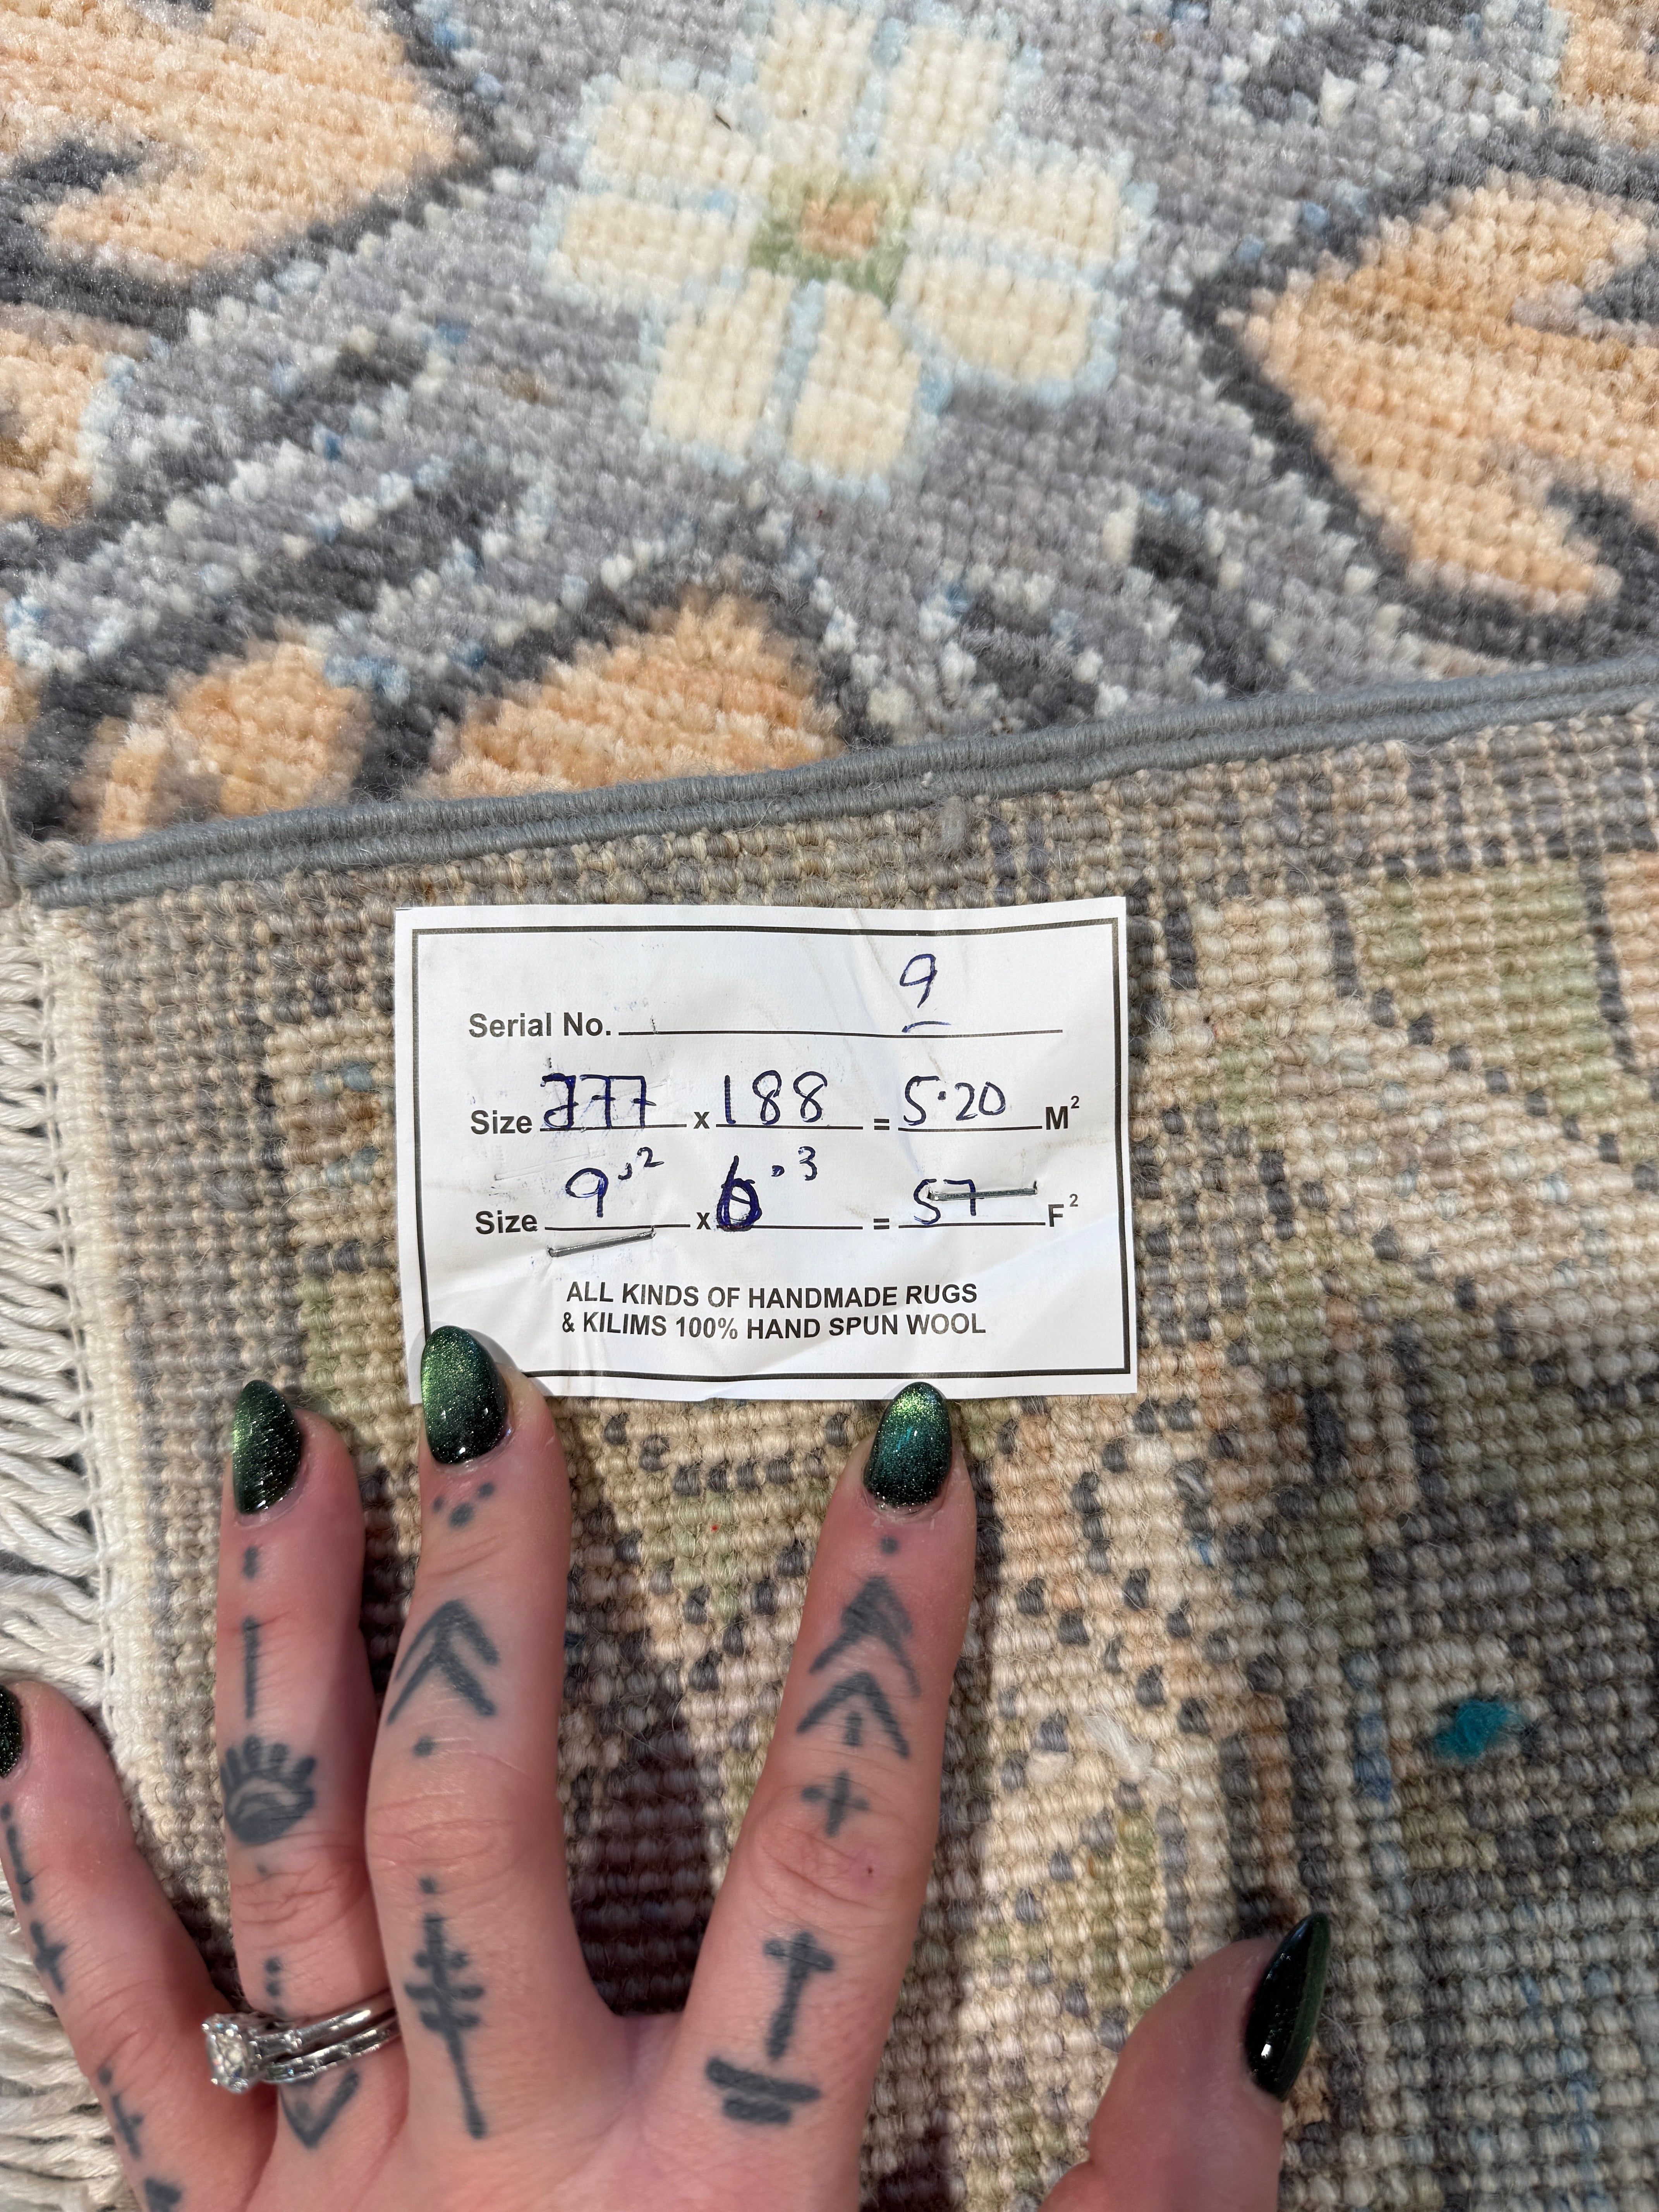 Serial No. 9
Size 277 x 188 = 5.20 M²
Size 9,2 x 6,3 = 57 F²
ALL KINDS OF HANDMADE RUGS
& KILIMS 100% HAND SPUN WOOL